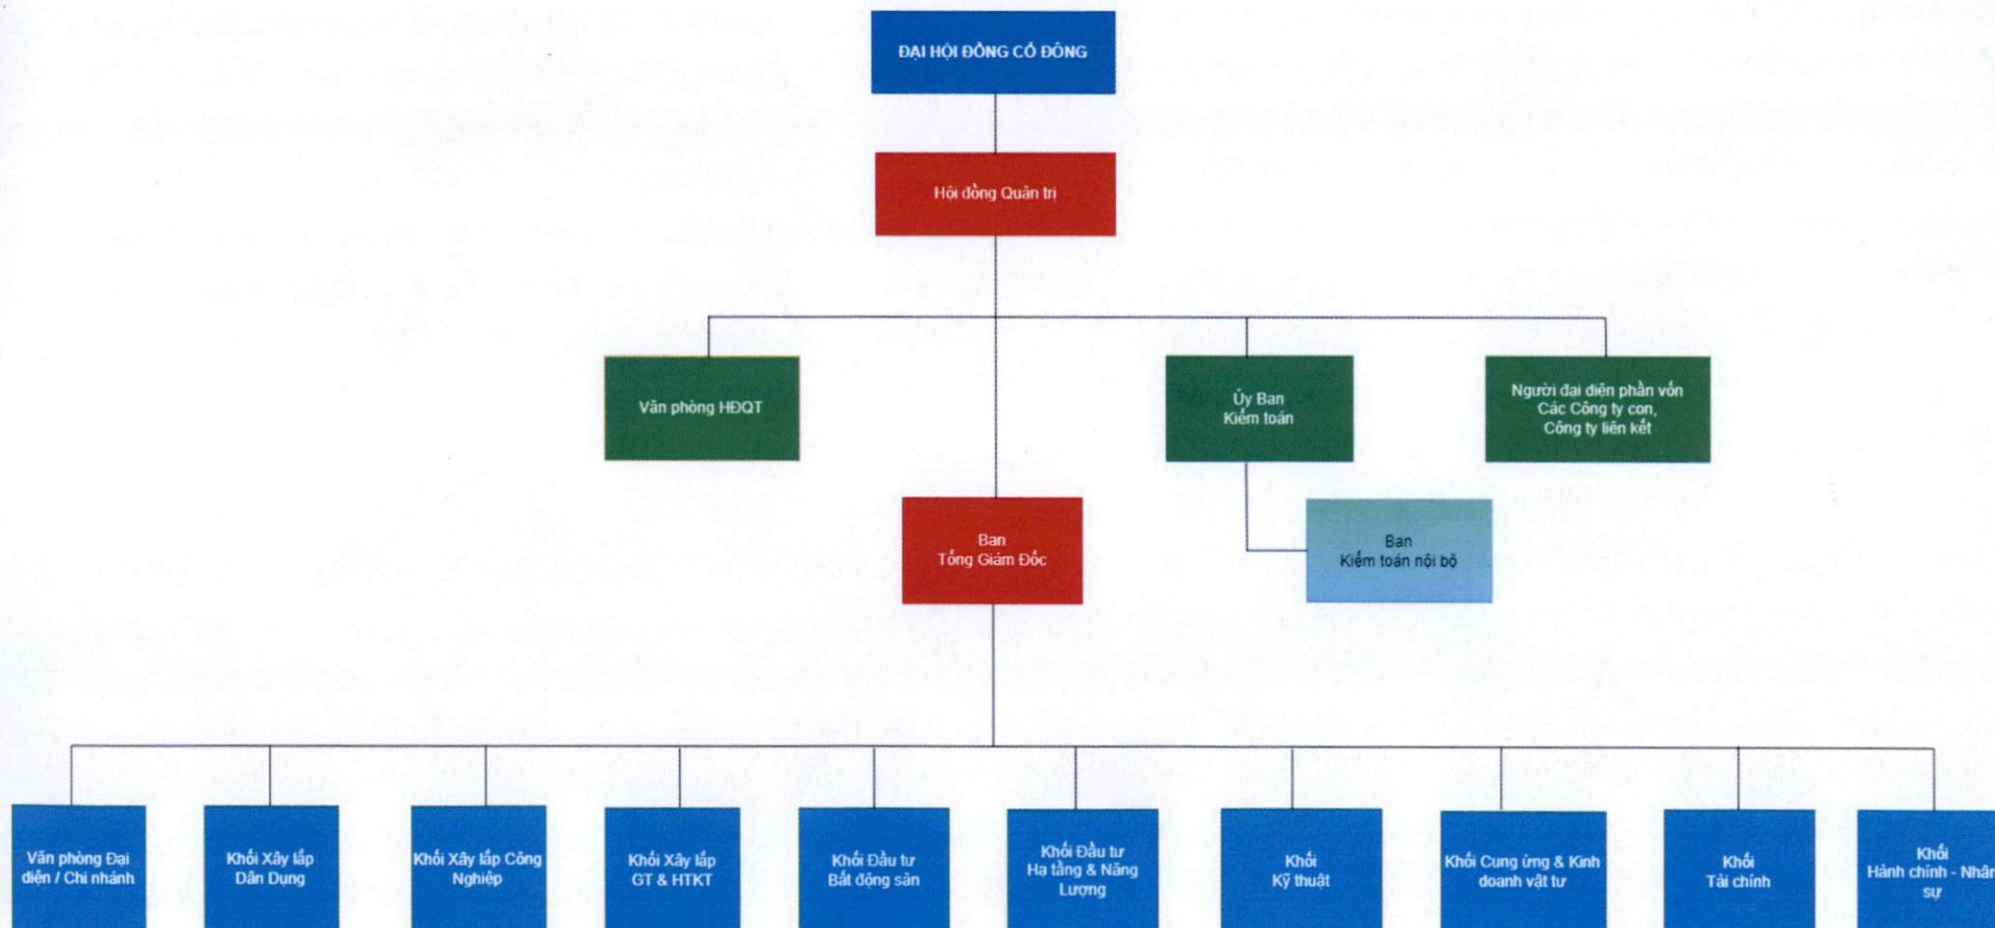 ĐẠI HỘI ĐỒNG CỔ ĐÔNG
Hội đồng Quản trị
Văn phòng HĐQT
Ủy Ban
Kiểm toán
Người đại diện phần vốn
Các Công ty con,
Công ty liên kết
Ban
Tổng Giám Đốc
Ban
Kiểm toán nội bộ
Văn phòng Đại
diện / Chi nhánh
Khối Xây lắp
Dân Dụng
Khối Xây lắp Công
Nghiệp
Khối Xây lắp
GT & HTKT
Khối Đầu tư
Bất động sản
Khối Đầu tư
Hạ tầng & Năng
Lượng
Khối
Kỹ thuật
Khối Cung ứng & Kinh
doanh vật tư
Khối
Tài chính
Khối
Hành chính - Nhân
sự